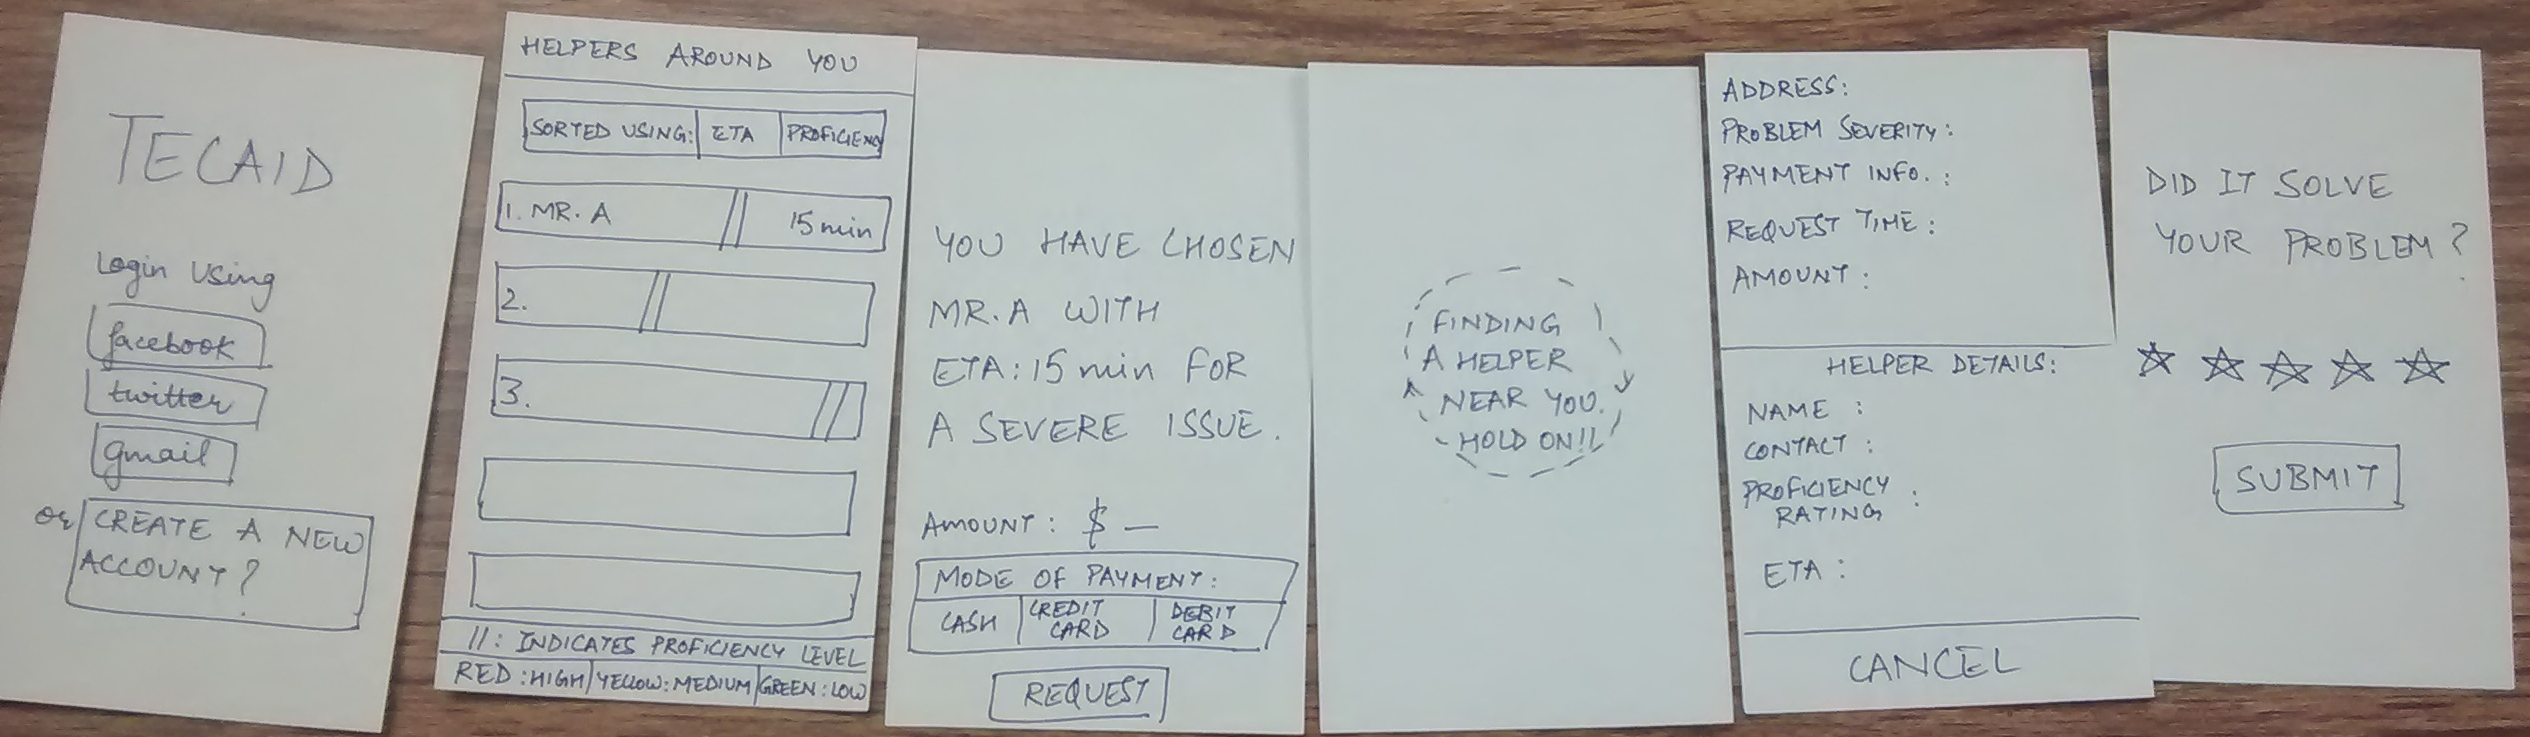 TECAID
Login Using
facebook
twitter
gmail
or CREATE A NEW
ACCOUNT?
HELPERS AROUND YOU
SORTED USING: ETA PROFICIENCY
1. MR. A // 15 min
2. //
3. //
//: INDICATES PROFICIENCY LEVEL
RED: HIGH YELLOW: MEDIUM GREEN: LOW
YOU HAVE CHOSEN
MR. A WITH
ETA: 15 min FOR
A SEVERE ISSUE.
AMOUNT: $ —
MODE OF PAYMENT:
CASH CREDIT CARD DEBIT CARD
REQUEST
FINDING
A HELPER
NEAR YOU.
HOLD ON!!
ADDRESS:
PROBLEM SEVERITY:
PAYMENT INFO.:
REQUEST TIME:
AMOUNT:
HELPER DETAILS:
NAME:
CONTACT:
PROFICIENCY
RATING:
ETA:
CANCEL
DID IT SOLVE
YOUR PROBLEM?
SUBMIT